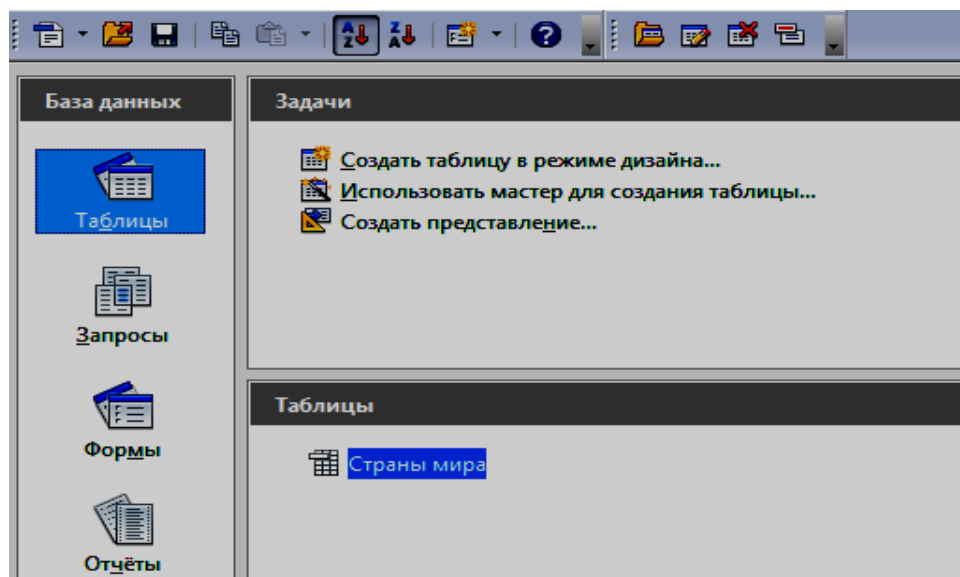 База данных
Таблицы
Запросы
Формы
Отчёты
Задачи
Создать таблицу в режиме дизайна...
Использовать мастер для создания таблицы...
Создать представление...
Таблицы
Страны мира